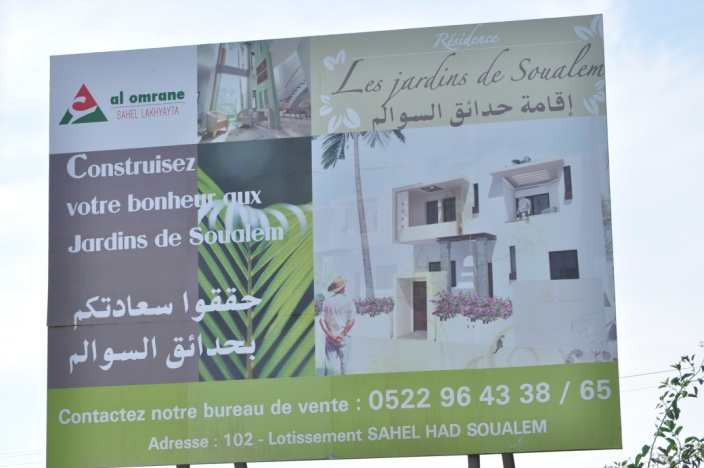 al omrane
SAHEL LAKHYAYTA
Résidence
Les jardins de Soualem
إقامة حدائق السوالم
Construisez
votre bonheur aux
Jardins de Soualem
حققوا سعادتكم
بحدائق السوالم
Contactez notre bureau de vente : 0522 96 43 38 / 65
Adresse : 102 - Lotissement SAHEL HAD SOUALEM